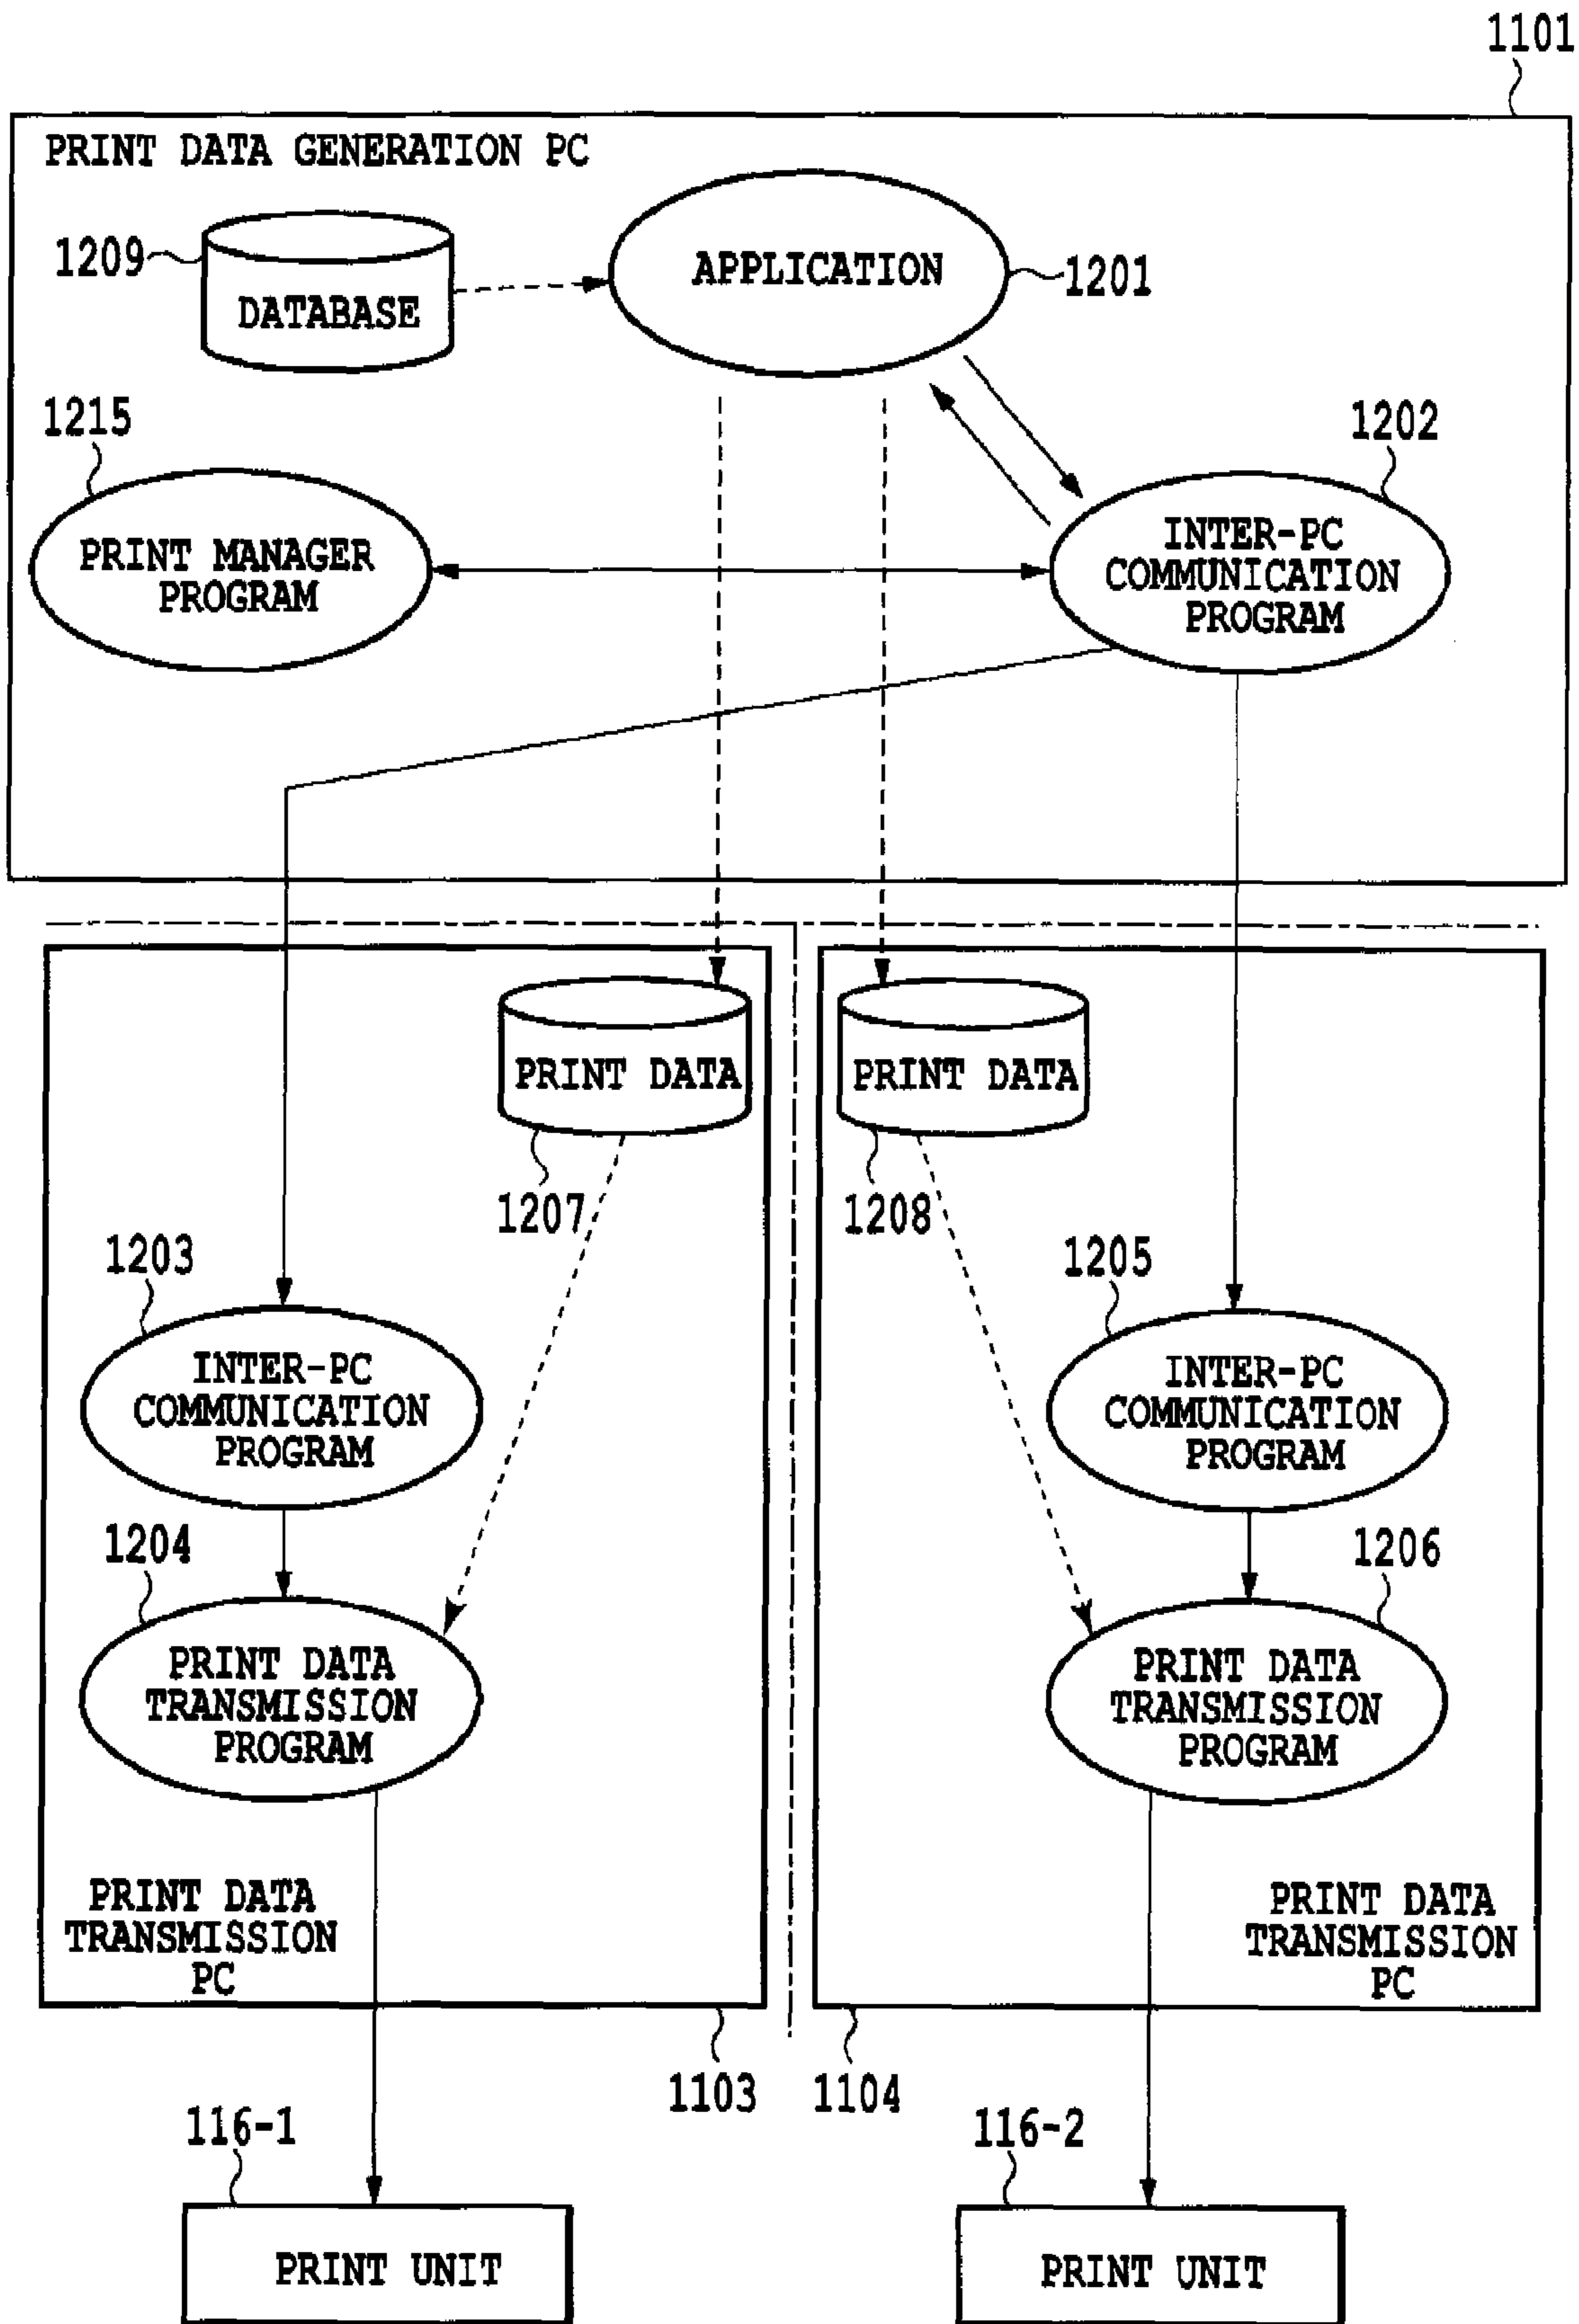 1101
PRINT DATA GENERATION PC
1209
DATABASE
APPLICATION
1201
1215
PRINT MANAGER
PROGRAM
1202
INTER-PC
COMMUNICATION
PROGRAM
PRINT DATA
1207
PRINT DATA
1208
1203
INTER-PC
COMMUNICATION
PROGRAM
1205
INTER-PC
COMMUNICATION
PROGRAM
1204
PRINT DATA
TRANSMISSION
PROGRAM
1206
PRINT DATA
TRANSMISSION
PROGRAM
PRINT DATA
TRANSMISSION
PC
PRINT DATA
TRANSMISSION
PC
1103
1104
116-1
PRINT UNIT
116-2
PRINT UNIT